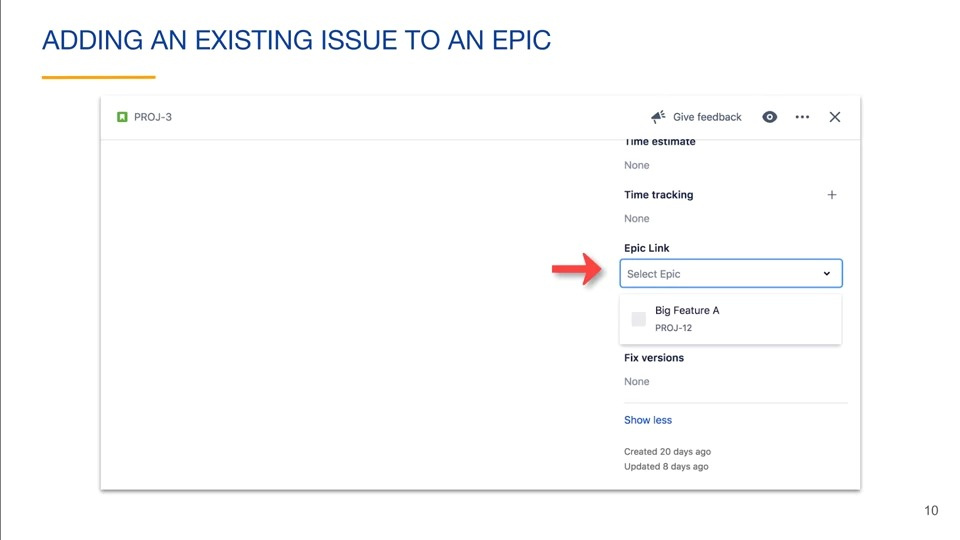 ADDING AN EXISTING ISSUE TO AN EPIC
PROJ-3
Give feedback
Time estimate
None
Time tracking
None
Epic Link
Select Epic
Big Feature A
PROJ-12
Fix versions
None
Show less
Created 20 days ago
Updated 8 days ago
10